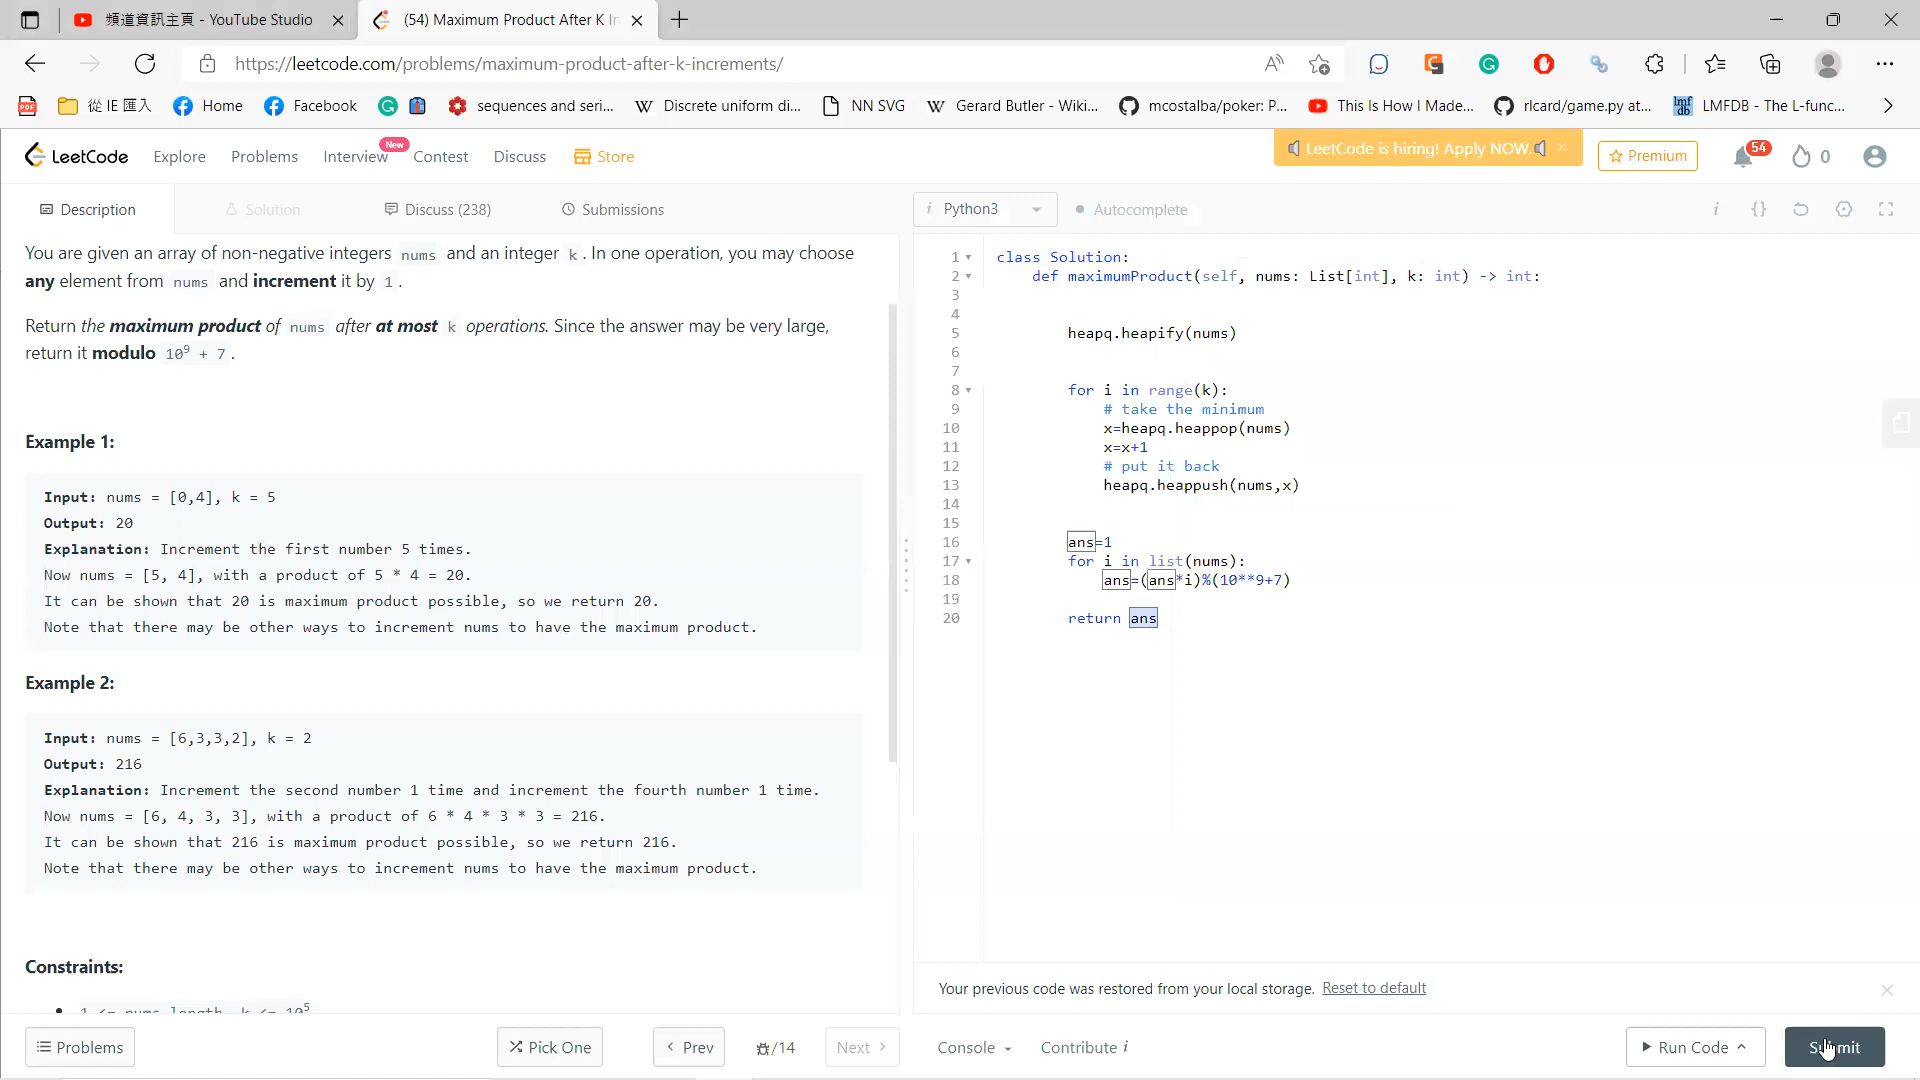 頻道資訊主頁 - YouTube Studio
(54) Maximum Product After K In
https://leetcode.com/problems/maximum-product-after-k-increments/
PDF
從 IE 匯入
Home
Facebook
sequences and seri...
Discrete uniform di...
NN SVG
Gerard Butler - Wiki...
mcostalba/poker: P...
This Is How I Made...
rlcard/game.py at...
LMFDB - The L-func...
LeetCode
Explore
Problems
Interview
New
Contest
Discuss
Store
LeetCode is hiring! Apply NOW.
Premium
54
0
Description
Solution
Discuss (238)
Submissions
You are given an array of non-negative integers nums and an integer k. In one operation, you may choose
any element from nums and increment it by 1.
Return the maximum product of nums after at most k operations. Since the answer may be very large,
return it modulo 10⁹ + 7.
Example 1:
Input: nums = [0,4], k = 5
Output: 20
Explanation: Increment the first number 5 times.
Now nums = [5, 4], with a product of 5 * 4 = 20.
It can be shown that 20 is maximum product possible, so we return 20.
Note that there may be other ways to increment nums to have the maximum product.
Example 2:
Input: nums = [6,3,3,2], k = 2
Output: 216
Explanation: Increment the second number 1 time and increment the fourth number 1 time.
Now nums = [6, 4, 3, 3], with a product of 6 * 4 * 3 * 3 = 216.
It can be shown that 216 is maximum product possible, so we return 216.
Note that there may be other ways to increment nums to have the maximum product.
Constraints:
1 <= nums.length, k <= 10⁵
i Python3
Autocomplete
1 class Solution:
2 def maximumProduct(self, nums: List[int], k: int) -> int:
3
4
5 heapq.heapify(nums)
6
7
8 for i in range(k):
9 # take the minimum
10 x=heapq.heappop(nums)
11 x=x+1
12 # put it back
13 heapq.heappush(nums,x)
14
15
16 ans=1
17 for i in list(nums):
18 ans=(ans*i)%(10**9+7)
19
20 return ans
Your previous code was restored from your local storage. Reset to default
Problems
Pick One
Prev
/14
Next
Console
Contribute i
Run Code
Submit